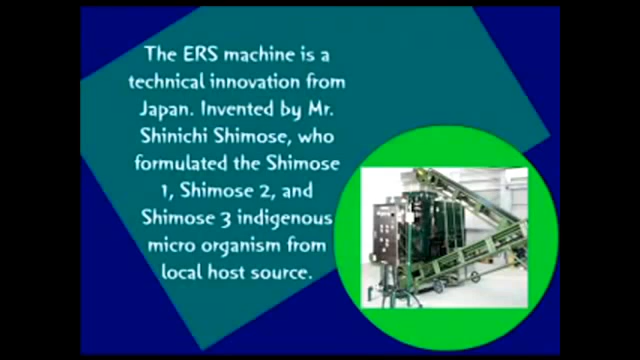 The ERS machine is a
technical innovation from
Japan. Invented by Mr.
Shinichi Shimose, who
formulated the Shimose
1, Shimose 2, and
Shimose 3 indigenous
micro organism from
local host source.